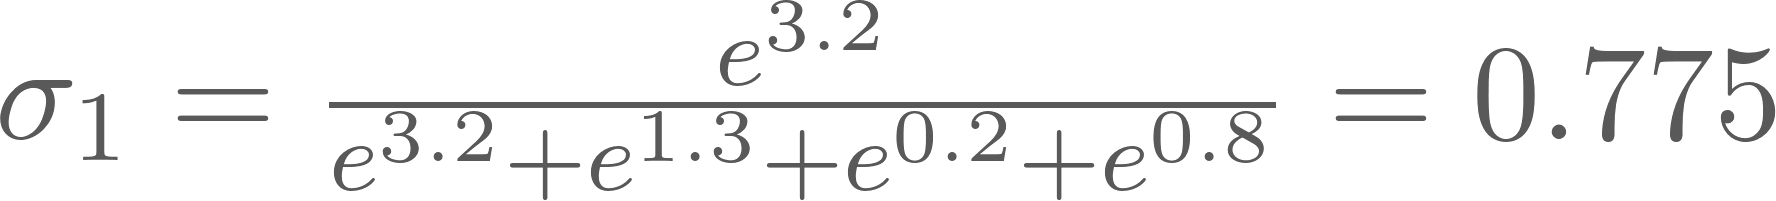 σ₁ = e^3.2 / (e^3.2+e^1.3+e^0.2+e^0.8) = 0.775